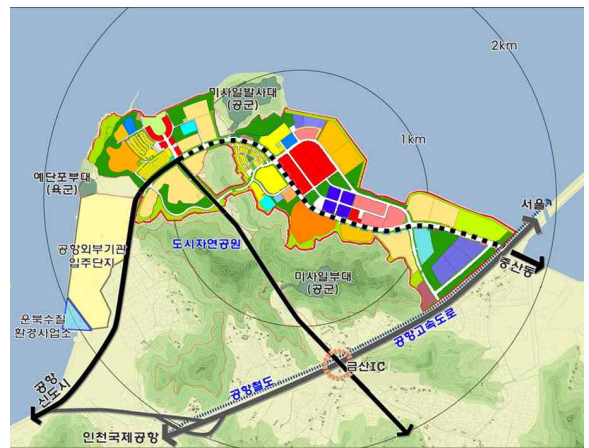 2km
미사일발사대
(공군)
1km
예단포부대
(육군)
서울
도시자연공원
공항외부기관
입주단지
중산동
미사일부대
(공군)
운북수질
환경사업소
공항고속도로
금산IC
공항
신도시
공항철도
인천국제공항